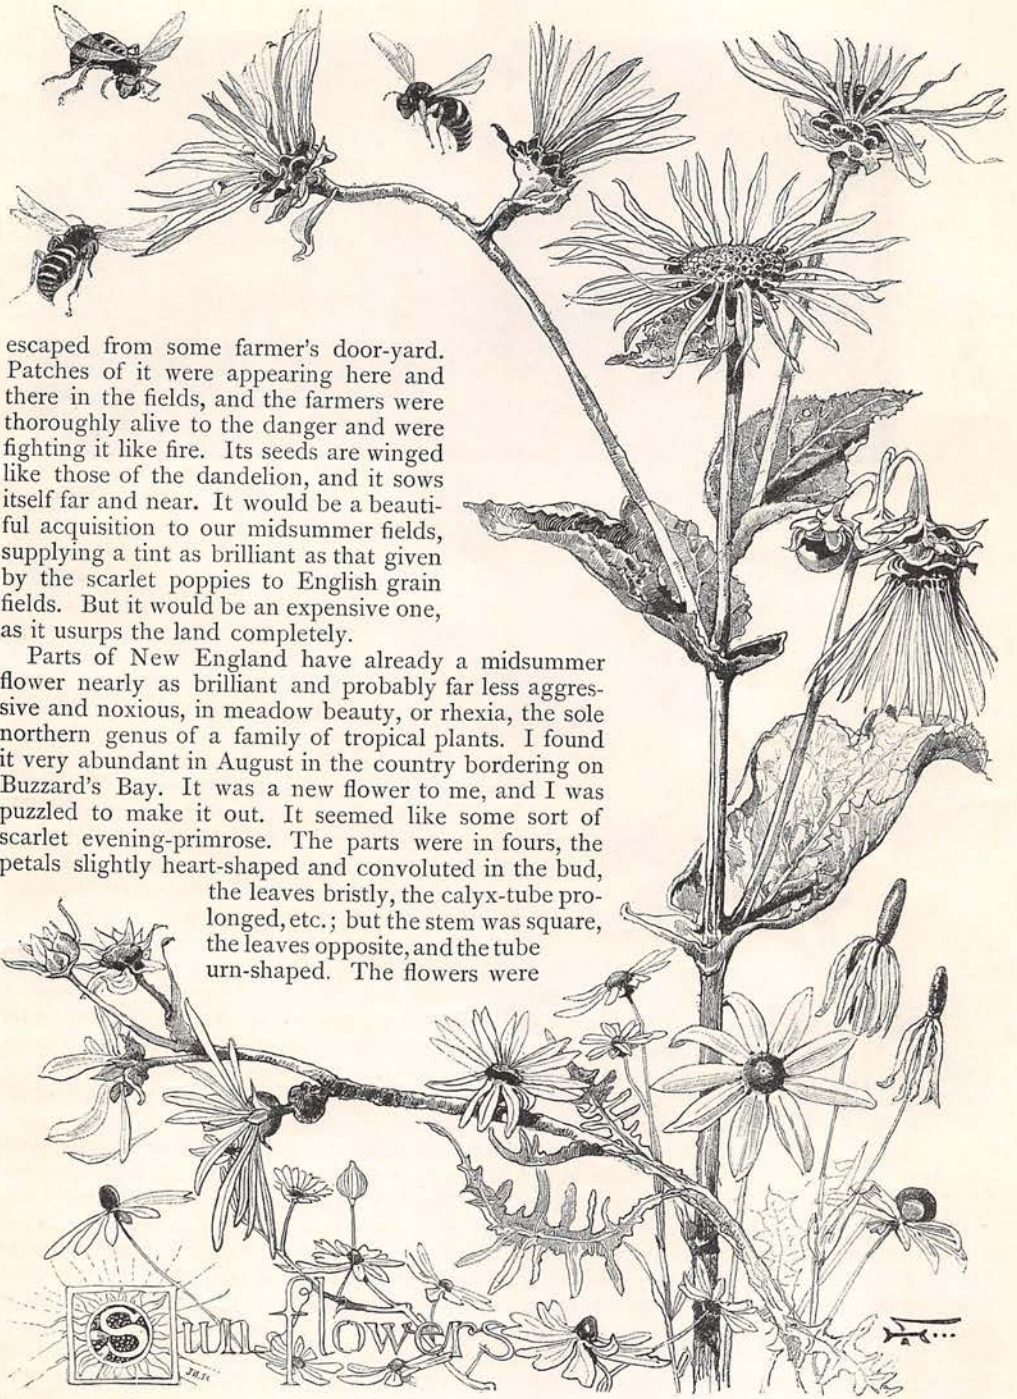 escaped from some farmer's door-yard.
Patches of it were appearing here and
there in the fields, and the farmers were
thoroughly alive to the danger and were
fighting it like fire. Its seeds are winged
like those of the dandelion, and it sows
itself far and near. It would be a beauti-
ful acquisition to our midsummer fields,
supplying a tint as brilliant as that given
by the scarlet poppies to English grain
fields. But it would be an expensive one,
as it usurps the land completely.
Parts of New England have already a midsummer
flower nearly as brilliant and probably far less aggres-
sive and noxious, in meadow beauty, or rhexia, the sole
northern genus of a family of tropical plants. I found
it very abundant in August in the country bordering on
Buzzard's Bay. It was a new flower to me, and I was
puzzled to make it out. It seemed like some sort of
scarlet evening-primrose. The parts were in fours, the
petals slightly heart-shaped and convoluted in the bud,
the leaves bristly, the calyx-tube pro-
longed, etc.; but the stem was square,
the leaves opposite, and the tube
urn-shaped. The flowers were
Sun flowers